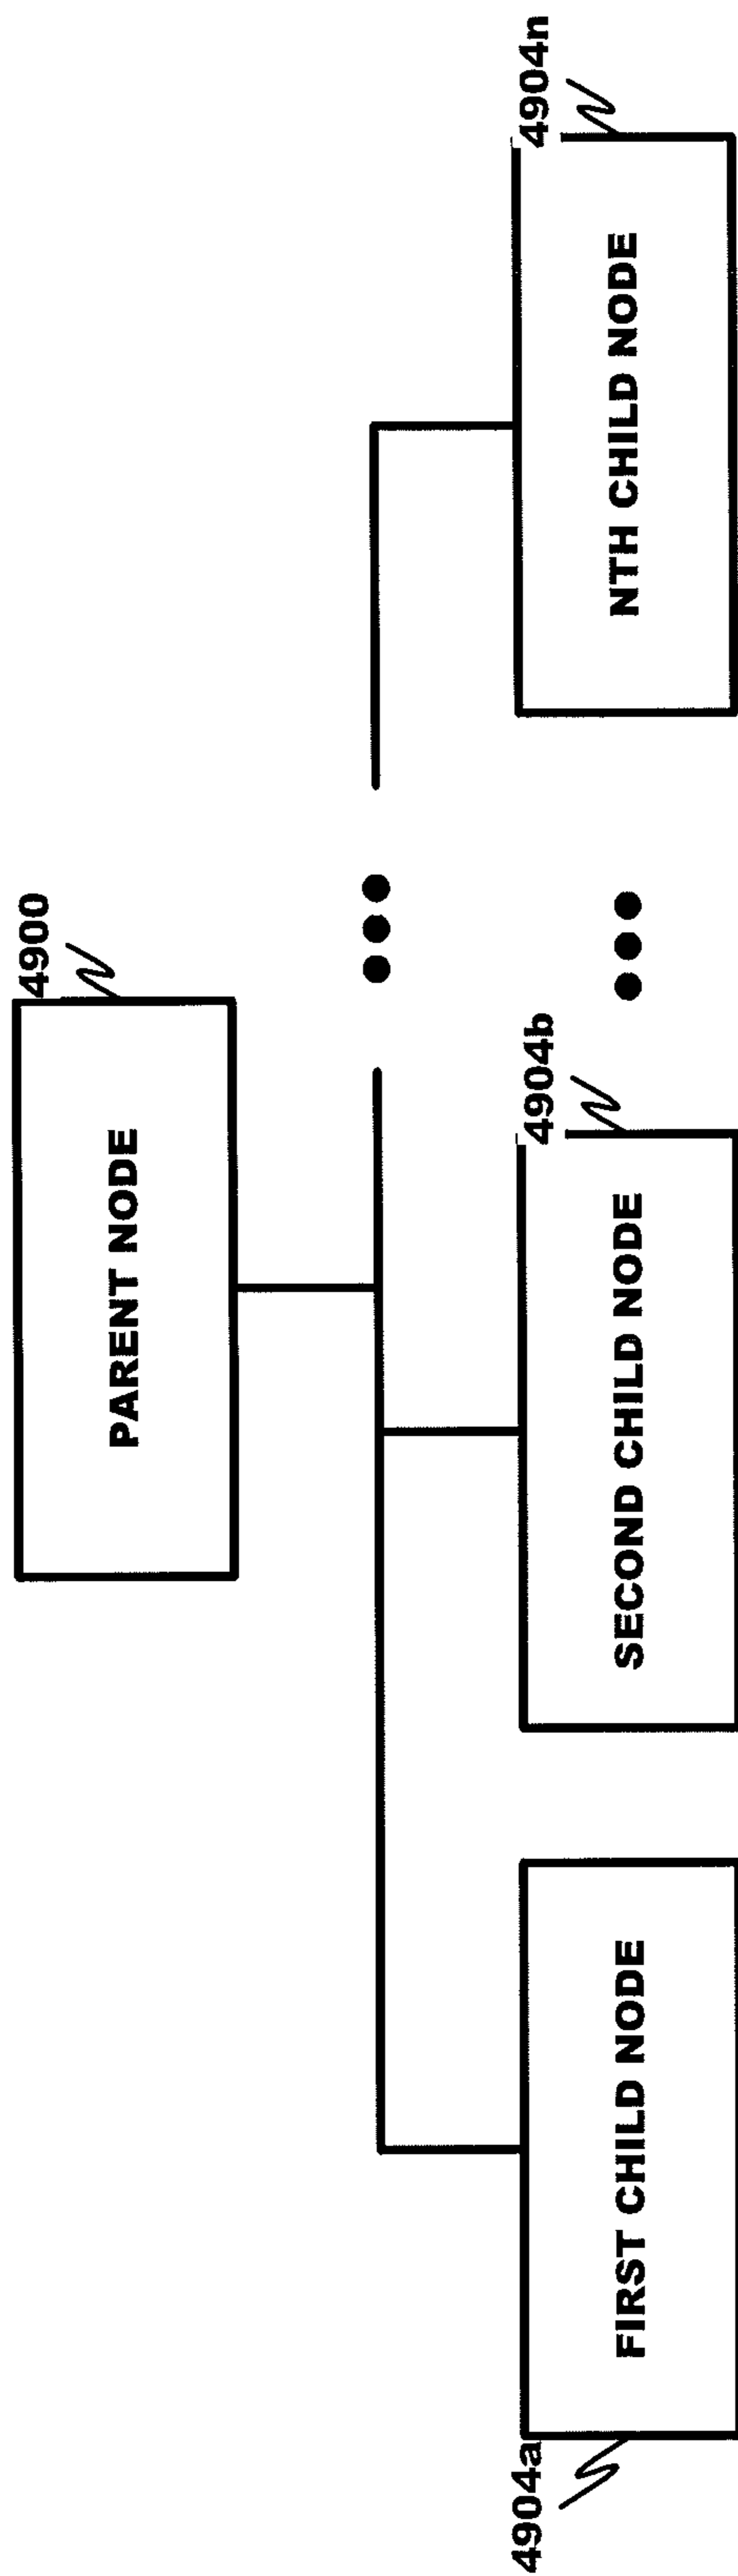 4900
PARENT NODE
4904a
FIRST CHILD NODE
4904b
SECOND CHILD NODE
4904n
NTH CHILD NODE